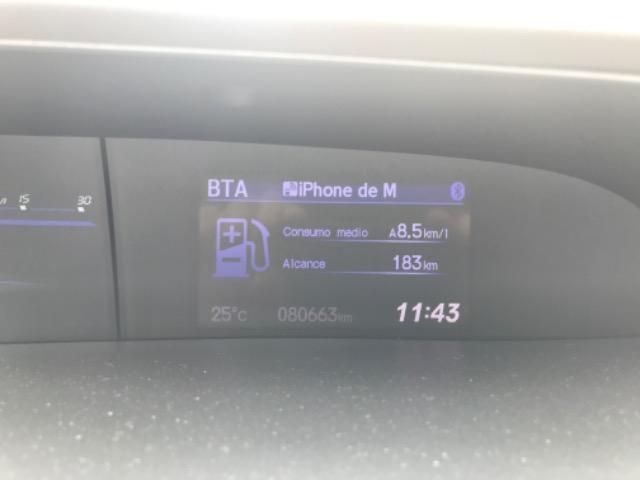 BTA iPhone de M
15 30
Consumo medio A8.5km/l
Alcance 183km
25°c 080663km 11:43